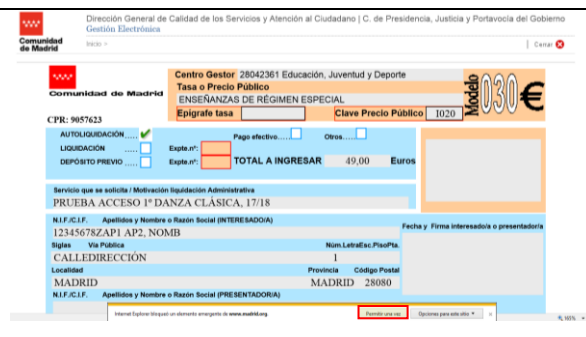 Dirección General de Calidad de los Servicios y Atención al Ciudadano | C. de Presidencia, Justicia y Portavocía del Gobierno
Gestión Electrónica
Comunidad de Madrid
Inicio
Cerrar
Comunidad de Madrid
Centro Gestor 28042361 Educación, Juventud y Deporte
Tasa o Precio Público
ENSEÑANZAS DE RÉGIMEN ESPECIAL
Epígrafe tasa
Clave Precio Público 1020
Modelo 030 €
CPR: 9057623
AUTOLIQUIDACIÓN.....
Pago efectivo.....
Otros.....
LIQUIDACIÓN .....
Expte.nº:
DEPÓSITO PREVIO .....
Expte.nº:
TOTAL A INGRESAR 49,00 Euros
Servicio que se solicita / Motivación liquidación Administrativa
PRUEBA ACCESO 1º DANZA CLÁSICA, 17/18
N.I.F./C.I.F. Apellidos y Nombre o Razón Social (INTERESADO/A)
Fecha y Firma interesado/a o presentador/a
12345678ZAP1 AP2, NOMB
Siglas Vía Pública Núm.LetraEsc.PisoPta.
CALLEDIRECCIÓN 1
Localidad Provincia Código Postal
MADRID MADRID 28080
N.I.F./C.I.F. Apellidos y Nombre o Razón Social (PRESENTADOR/A)
Internet Explorer bloqueó un elemento emergente de www.madrid.org.
Permitir una vez
Opciones para este sitio
×
165%